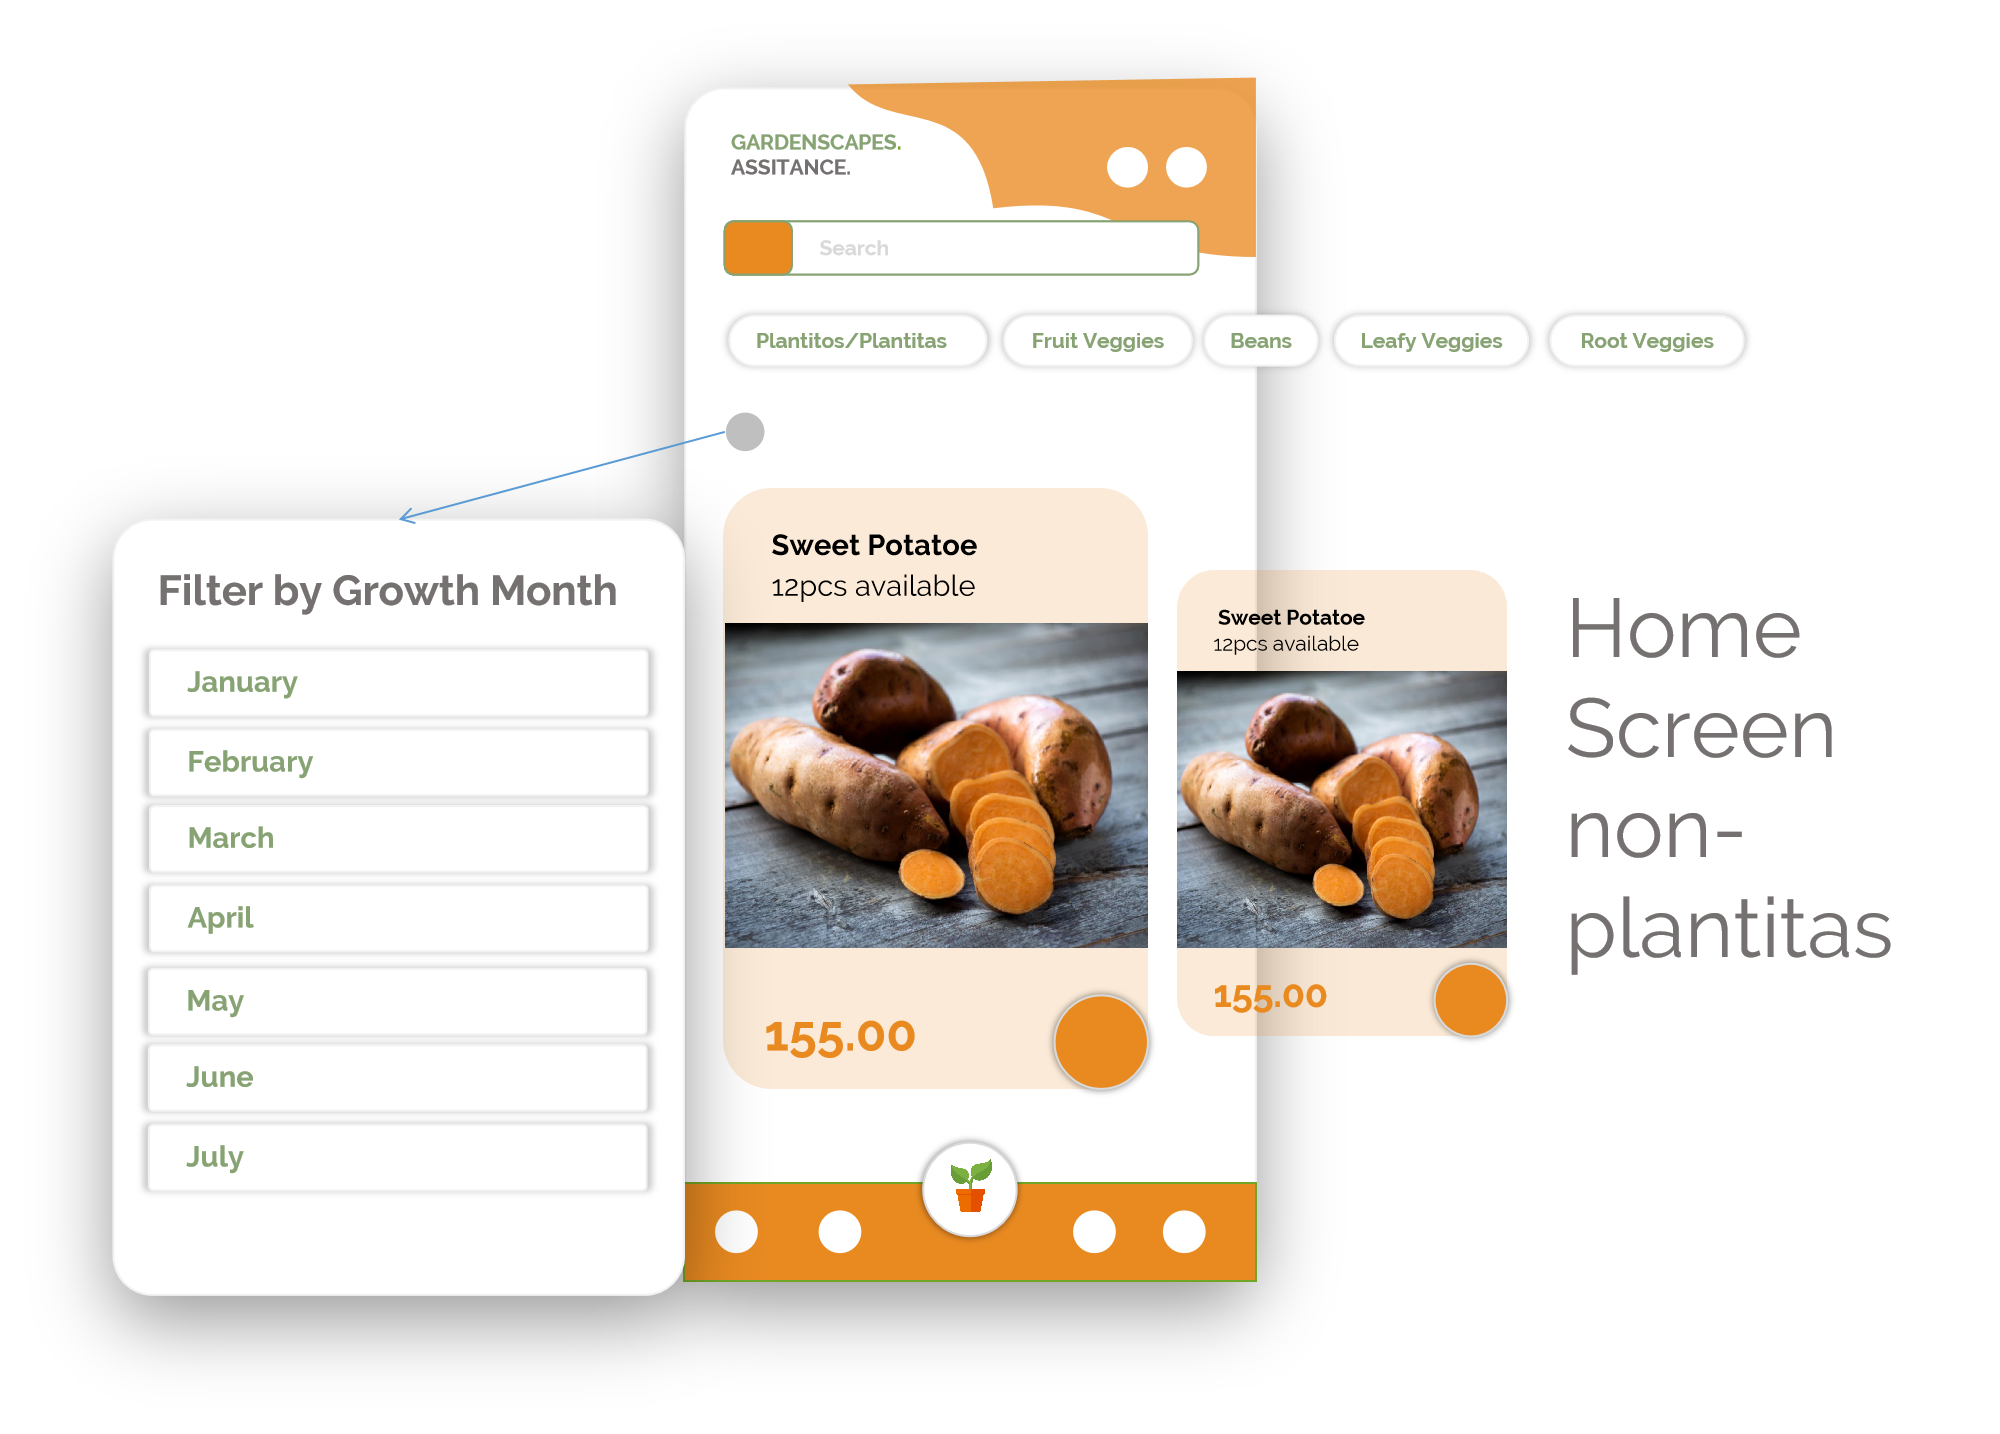 GARDENSCAPES.
ASSITANCE.
Search
Plantitos/Plantitas
Fruit Veggies
Beans
Leafy Veggies
Root Veggies
Filter by Growth Month
January
February
March
April
May
June
July
Sweet Potatoe
12pcs available
155.00
Sweet Potatoe
12pcs available
155.00
Home
Screen
non-
plantitas